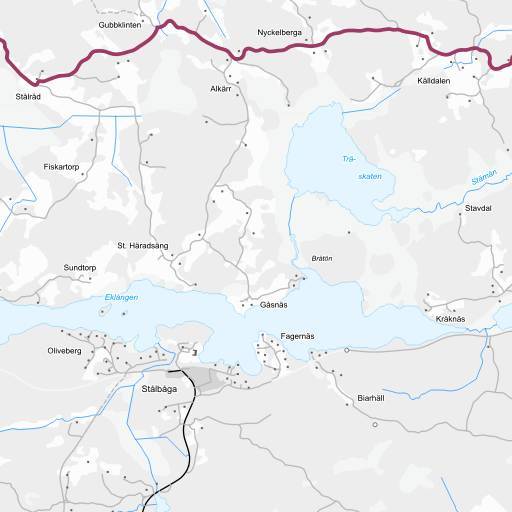 Gubbklinten
Nyckelberga
Stålråd
Alkärr
Källdalen
Trä-
skaten
Fiskartorp
Stämån
Stavdal
St. Häradsäng
Brätön
Sundtorp
Eklången
Gåsnäs
Kråknäs
Fagernäs
Oliveberg
Stålbåga
Biarhäll